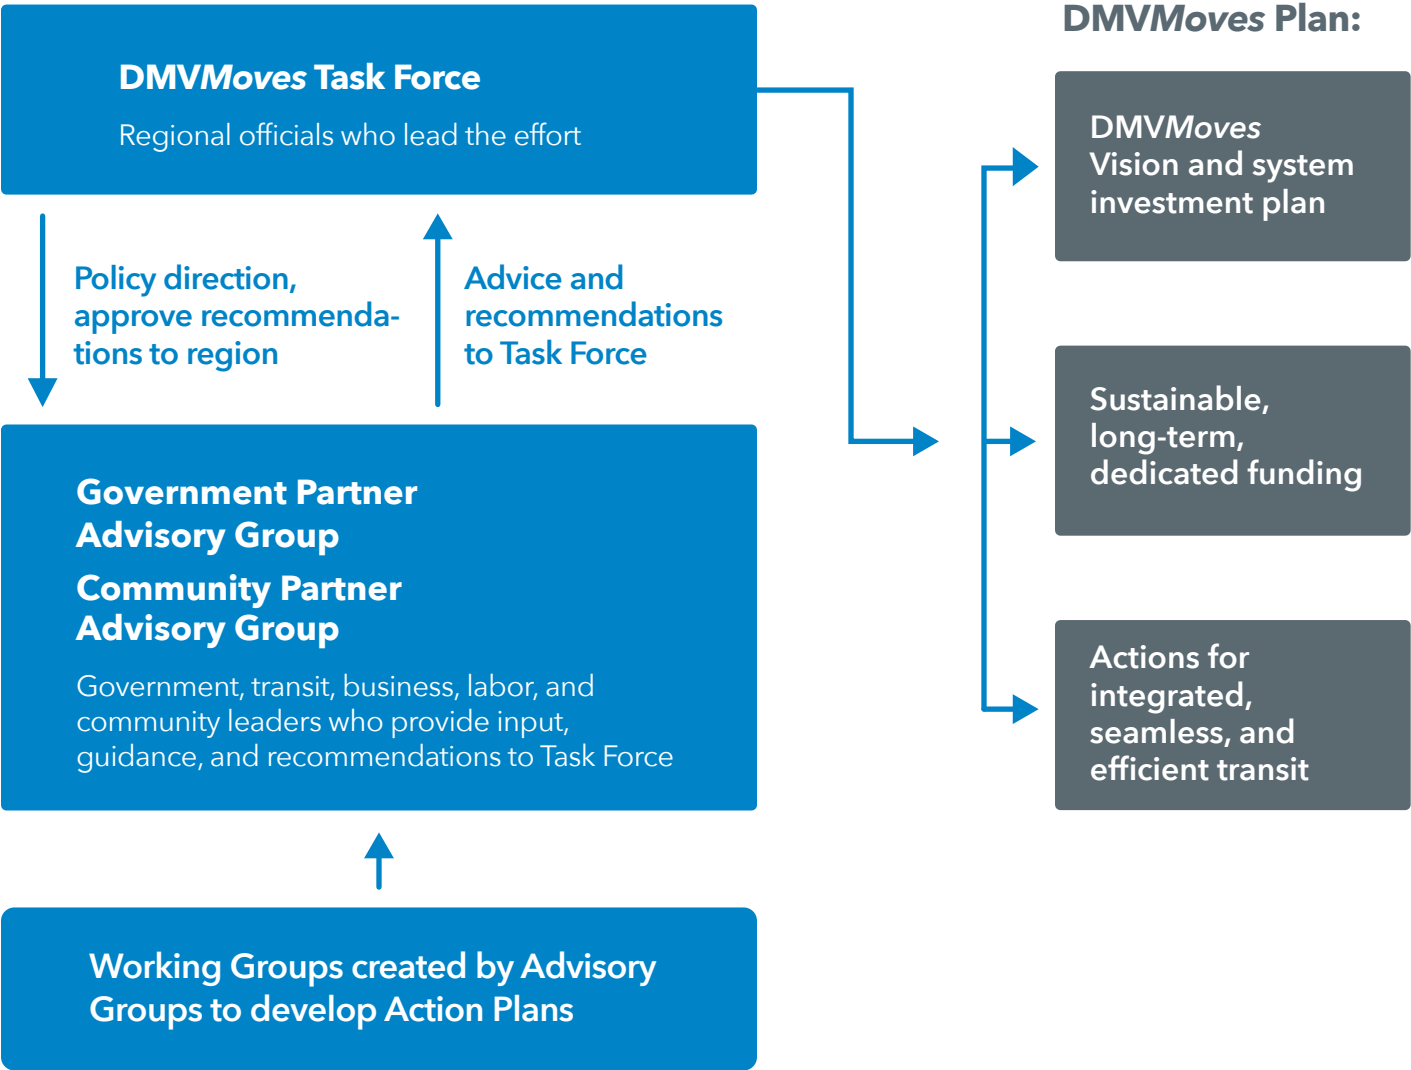 DMVMoves Task Force
Regional officials who lead the effort
Policy direction,
approve recommenda-
tions to region
Advice and
recommendations
to Task Force
Government Partner
Advisory Group
Community Partner
Advisory Group
Government, transit, business, labor, and
community leaders who provide input,
guidance, and recommendations to Task Force
Working Groups created by Advisory
Groups to develop Action Plans
DMVMoves Plan:
DMVMoves
Vision and system
investment plan
Sustainable,
long-term,
dedicated funding
Actions for
integrated,
seamless, and
efficient transit